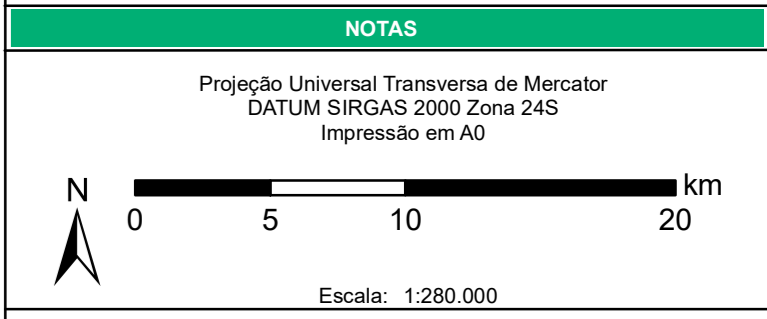 NOTAS
Projeção Universal Transversa de Mercator
DATUM SIRGAS 2000 Zona 24S
Impressão em A0
N
km
0 5 10 20
Escala: 1:280.000